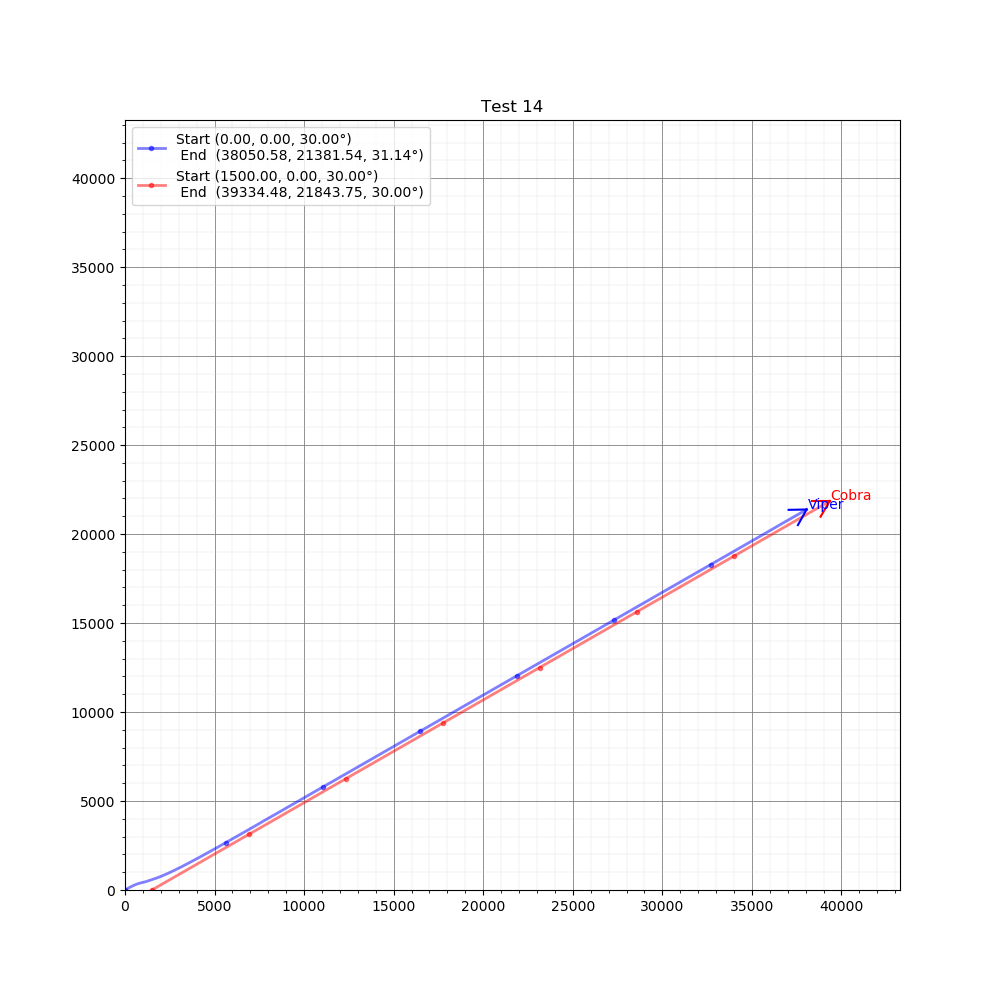 Test 14
Start (0.00, 0.00, 30.00°)
End (38050.58, 21381.54, 31.14°)
Start (1500.00, 0.00, 30.00°)
End (39334.48, 21843.75, 30.00°)
40000
35000
30000
25000
20000
15000
10000
5000
0
Cobra
Viper
0 5000 10000 15000 20000 25000 30000 35000 40000